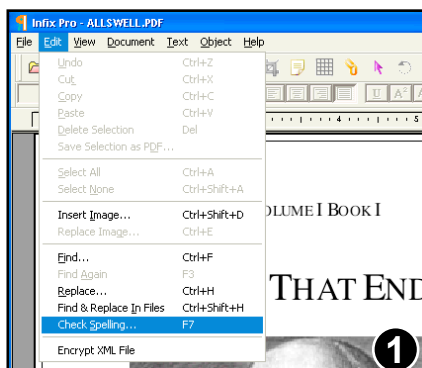 Infix Pro - ALLSWELL.PDF
File Edit View Document Text Object Help
Undo Ctrl+Z
Cut Ctrl+X
Copy Ctrl+C
Paste Ctrl+V
Delete Selection Del
Save Selection as PDF...
Select All Ctrl+A
Select None Ctrl+Shift+A
Insert Image... Ctrl+Shift+D
Replace Image... Ctrl+E
Find... Ctrl+F
Find Again F3
Replace... Ctrl+H
Find & Replace In Files Ctrl+Shift+H
Check Spelling... F7
Encrypt XML File
U A A
4 5
OLUME I BOOK I
THAT END
1